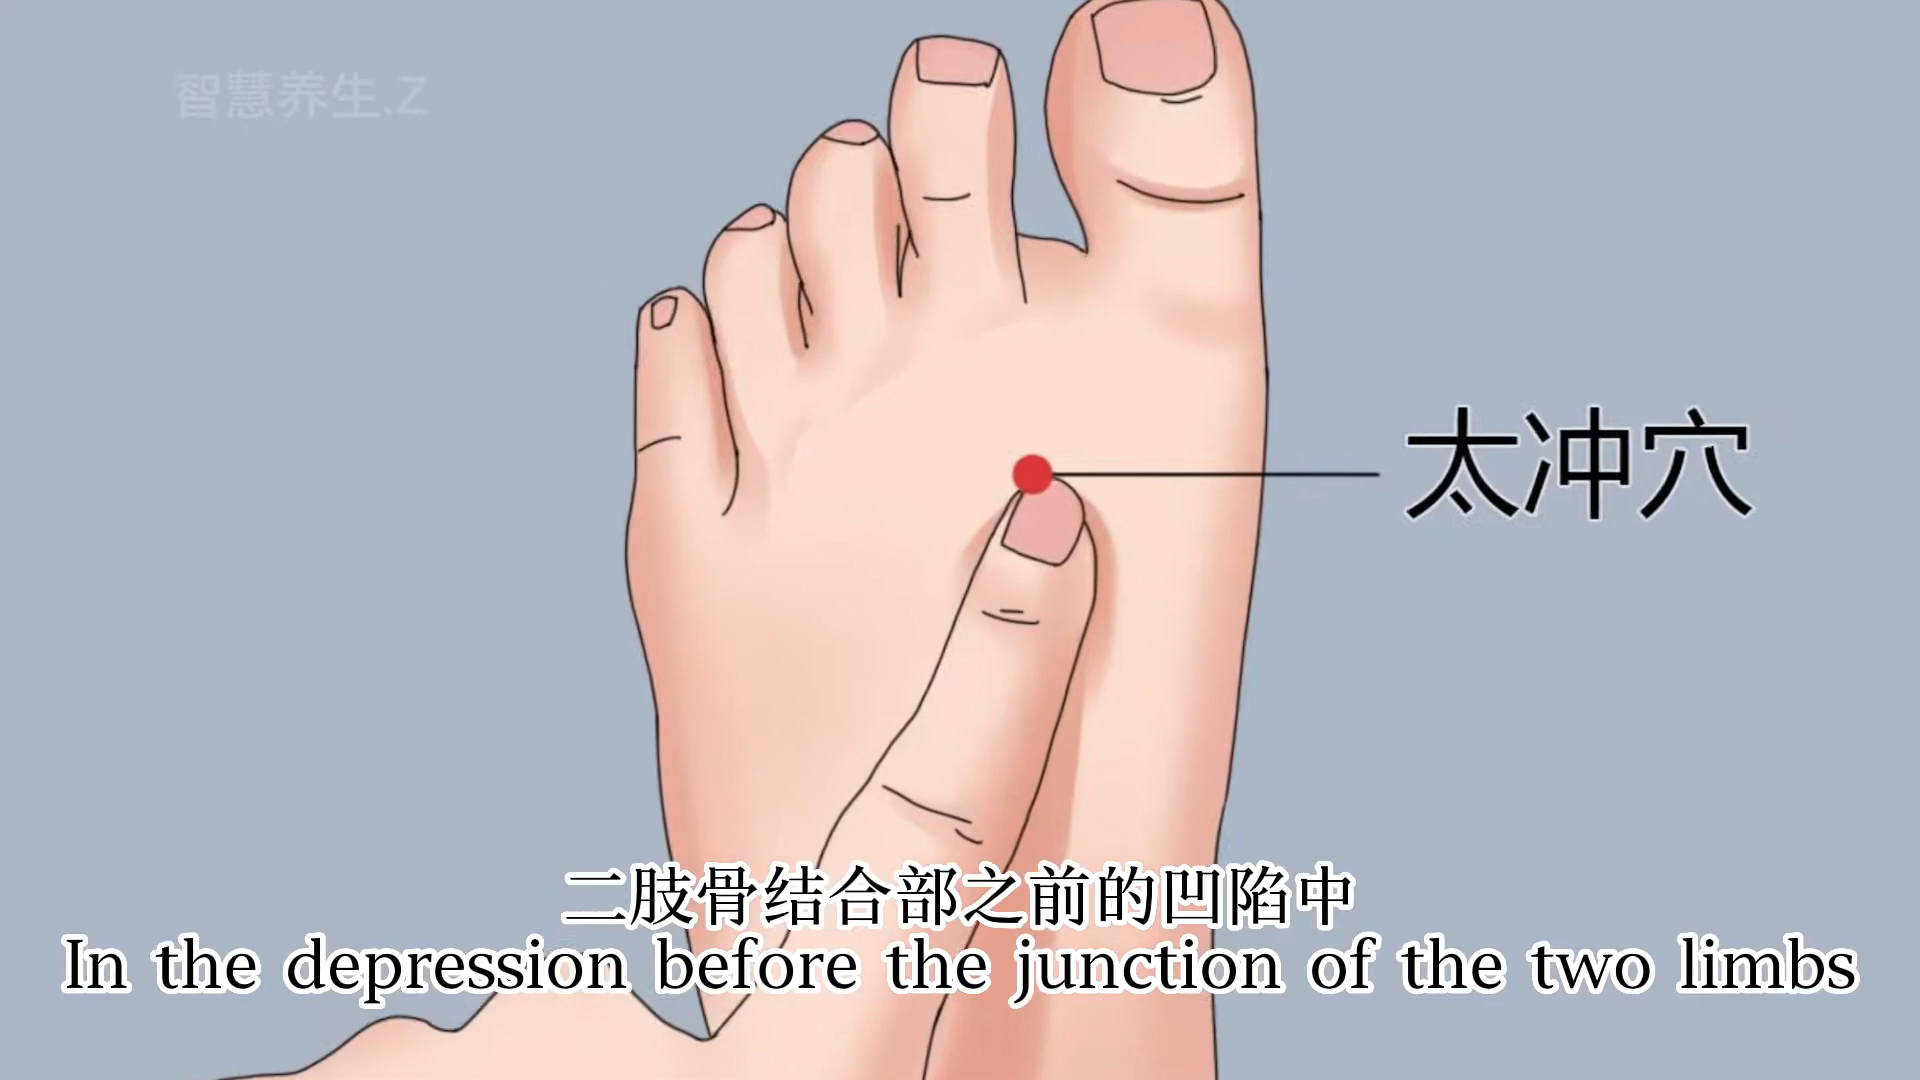 智慧养生.Z
太冲穴
二肢骨结合部之前的凹陷中
In the depression before the junction of the two limbs